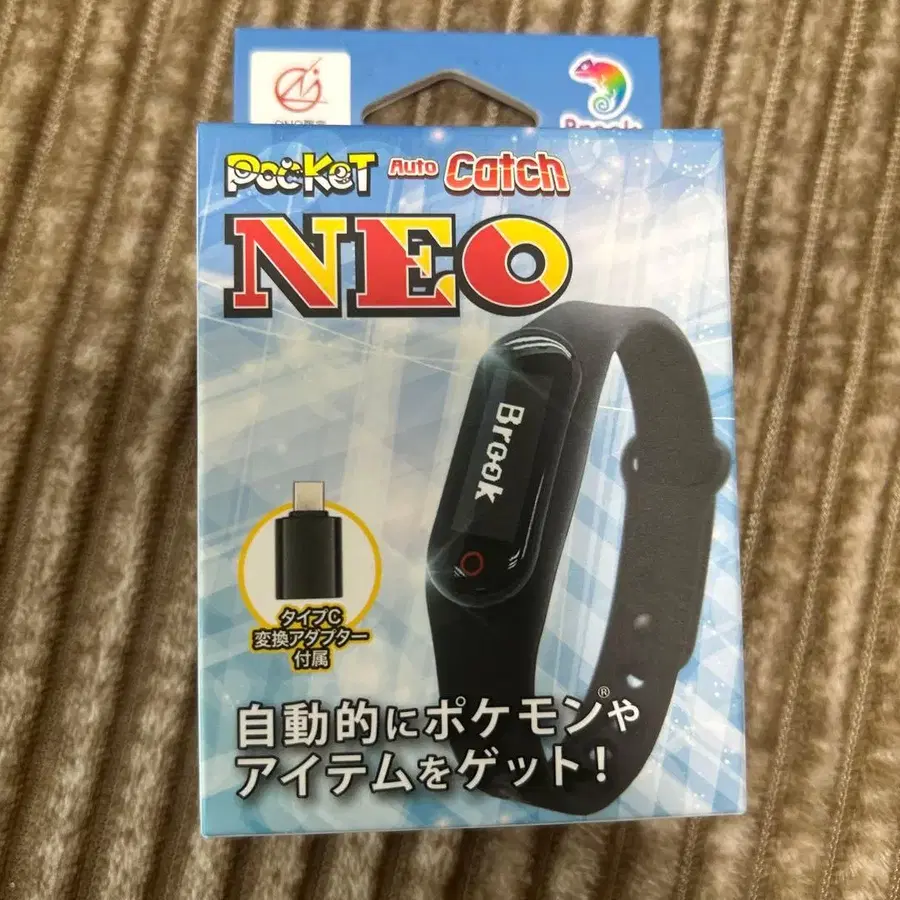 Brook
POCKET Auto Catch
NEO
Brook
タイプC
変換アダプター
付属
自動的にポケモン®や
アイテムをゲット！